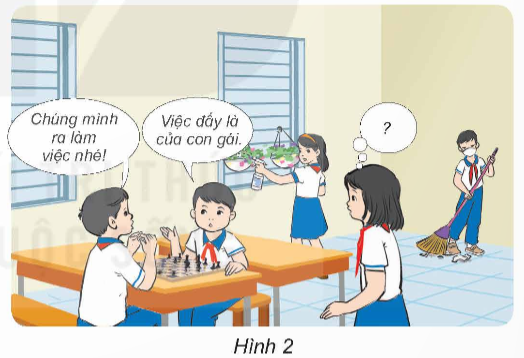 Chúng mình
ra làm
việc nhé!
Việc đấy là
của con gái.
?
Hình 2